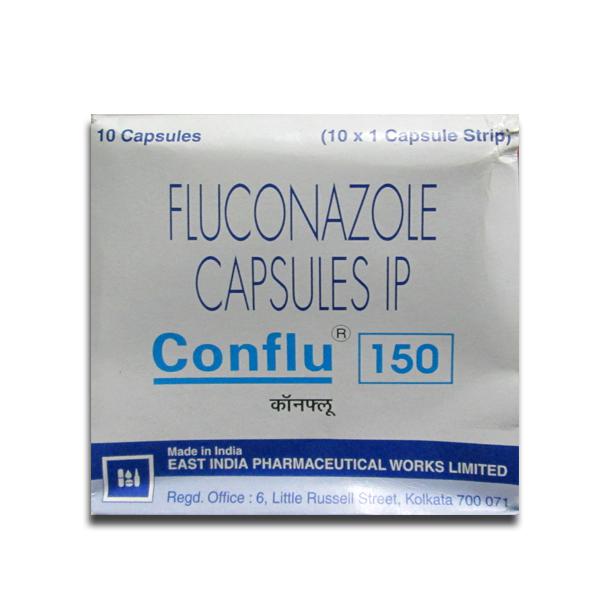 10 Capsules (10 x 1 Capsule Strip)
FLUCONAZOLE
CAPSULES IP
Conflu ® 150
कॉनफ्लू
Made in India
EAST INDIA PHARMACEUTICAL WORKS LIMITED
Regd. Office : 6, Little Russell Street, Kolkata 700 071